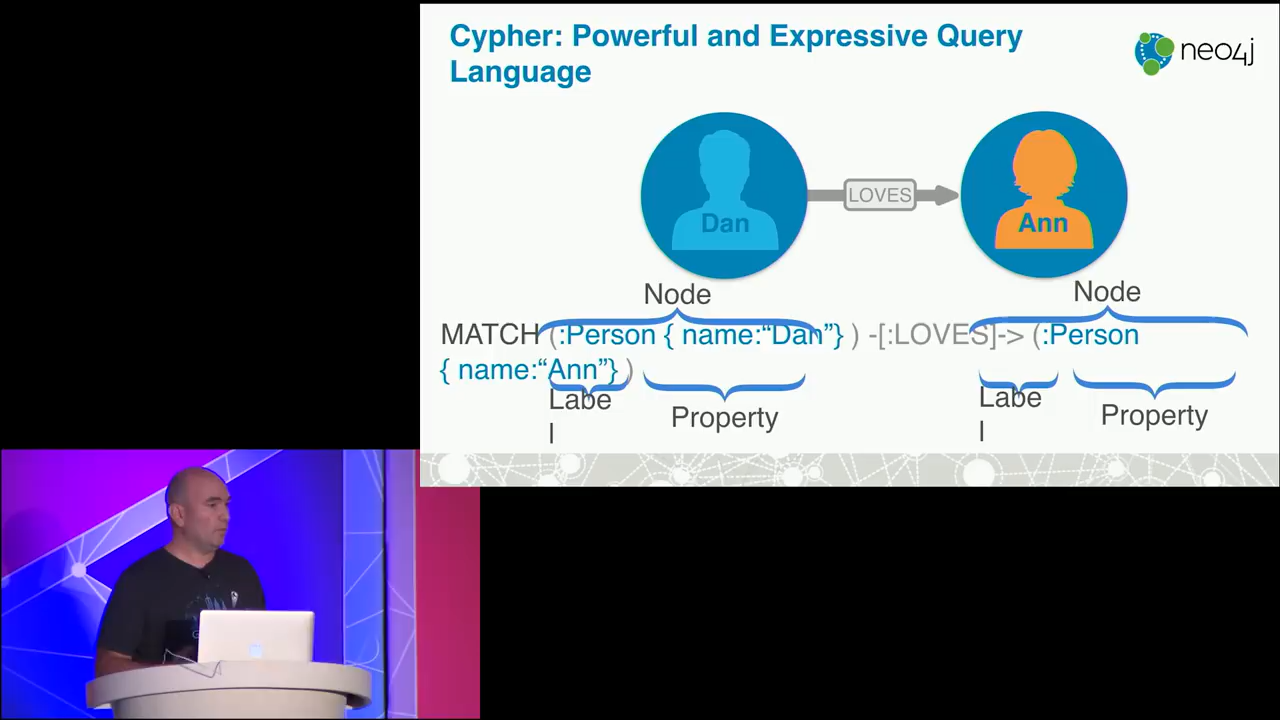 Cypher: Powerful and Expressive Query
Language
neo4j
LOVES
Dan
Ann
Node
Node
MATCH (:Person { name:“Dan”} ) -[:LOVES]-> (:Person
{ name:“Ann”} )
Labe
l
Property
Labe
l
Property